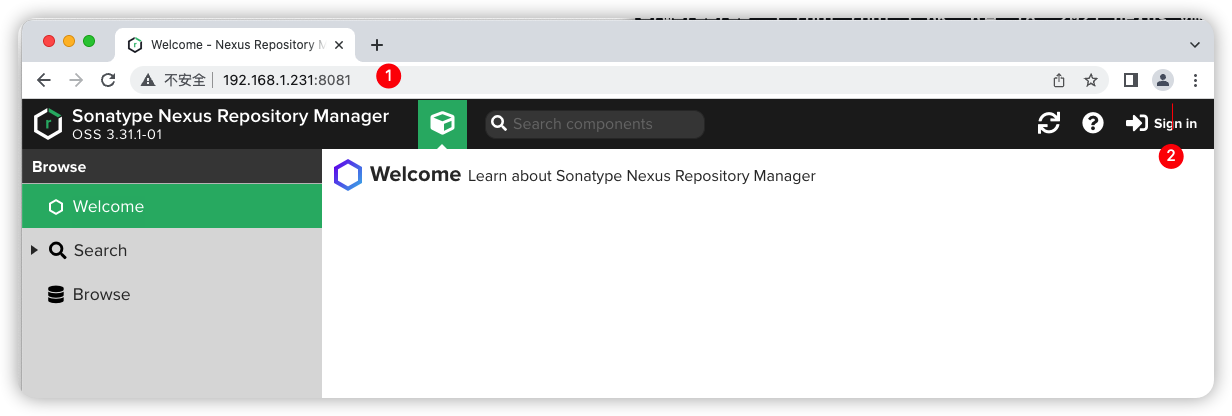 Welcome - Nexus Repository M
不安全 192.168.1.231:8081
1
Sonatype Nexus Repository Manager
OSS 3.31.1-01
Search components
Sign in
2
Browse
Welcome
Welcome Learn about Sonatype Nexus Repository Manager
Search
Browse